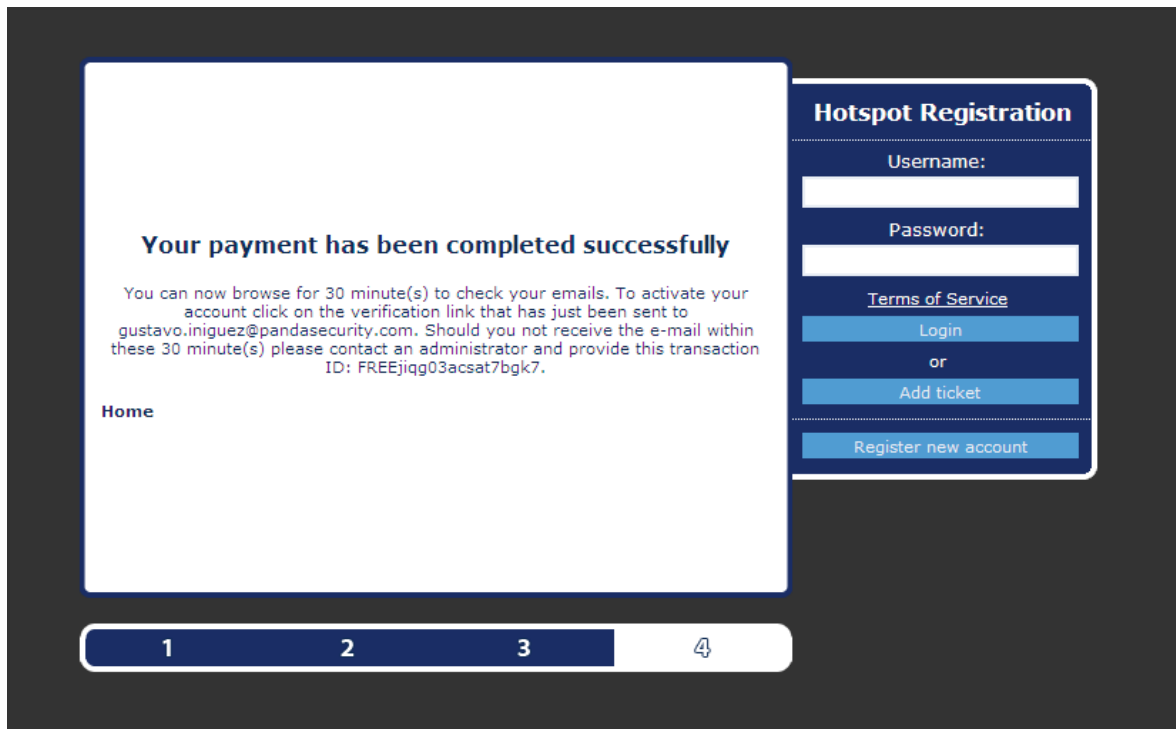 Your payment has been completed successfully
You can now browse for 30 minute(s) to check your emails. To activate your
account click on the verification link that has just been sent to
gustavo.iniguez@pandasecurity.com. Should you not receive the e-mail within
these 30 minute(s) please contact an administrator and provide this transaction
ID: FREEjiqg03acsat7bgk7.
Home
1 2 3 4
Hotspot Registration
Username:
Password:
Terms of Service
Login
or
Add ticket
Register new account